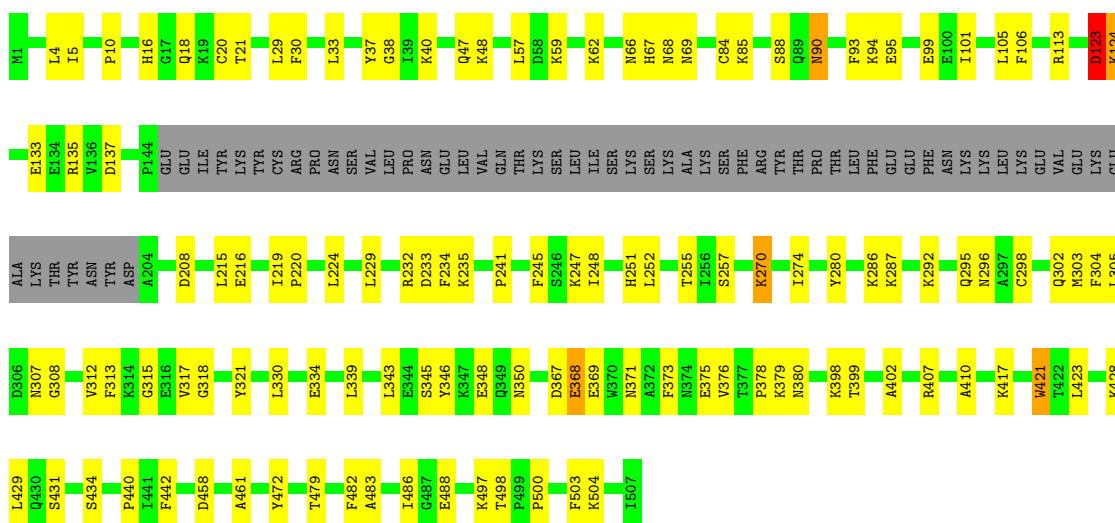 M1 L4 I5 P10 H16 G17 Q18 K19 C20 T21 L29 F30 L33 Y37 G38 I39 K40 Q47 K48 L57 D58 K59 K62 N66 H67 N68 N69 C84 K85 S88 Q89 N90 F93 K94 E95 E99 E100 I101 L105 F106 R113 D123 K124
E133 E134 R135 V136 D137 P144 GLU GLU ILE TYR LYS TYR CYS ARG PRO ASN SER VAL LEU PRO ASN GLU LEU VAL GLN THR LYS SER LEU ILE SER LYS SER LYS ALA LYS SER PHE ARG TYR THR PRO THR LEU PHE GLU GLU PHE ASN LYS LYS LEU LYS GLU VAL GLU LYS GLU
ALA LYS THR TYR ASN TYR ASP A204 D208 L215 E216 I219 P220 L224 L229 R232 D233 F234 K235 P241 F245 S246 K247 I248 H251 L252 T255 I256 S257 K270 I274 Y280 K286 K287 K292 Q295 N296 A297 C298 Q302 M303 F304 L305
D306 N307 G308 V312 F313 K314 G315 E316 V317 G318 Y321 L330 E334 L339 L343 E344 S345 Y346 K347 E348 Q349 N350 D367 E368 E369 W370 N371 A372 F373 N374 E375 V376 T377 P378 K379 N380 K398 T399 A402 R407 A410 K417 W421 T422 L423 K428
L429 Q430 S431 S434 P440 I441 F442 D458 A461 Y472 T479 F482 A483 I486 G487 E488 K497 T498 P499 P500 F503 K504 I507